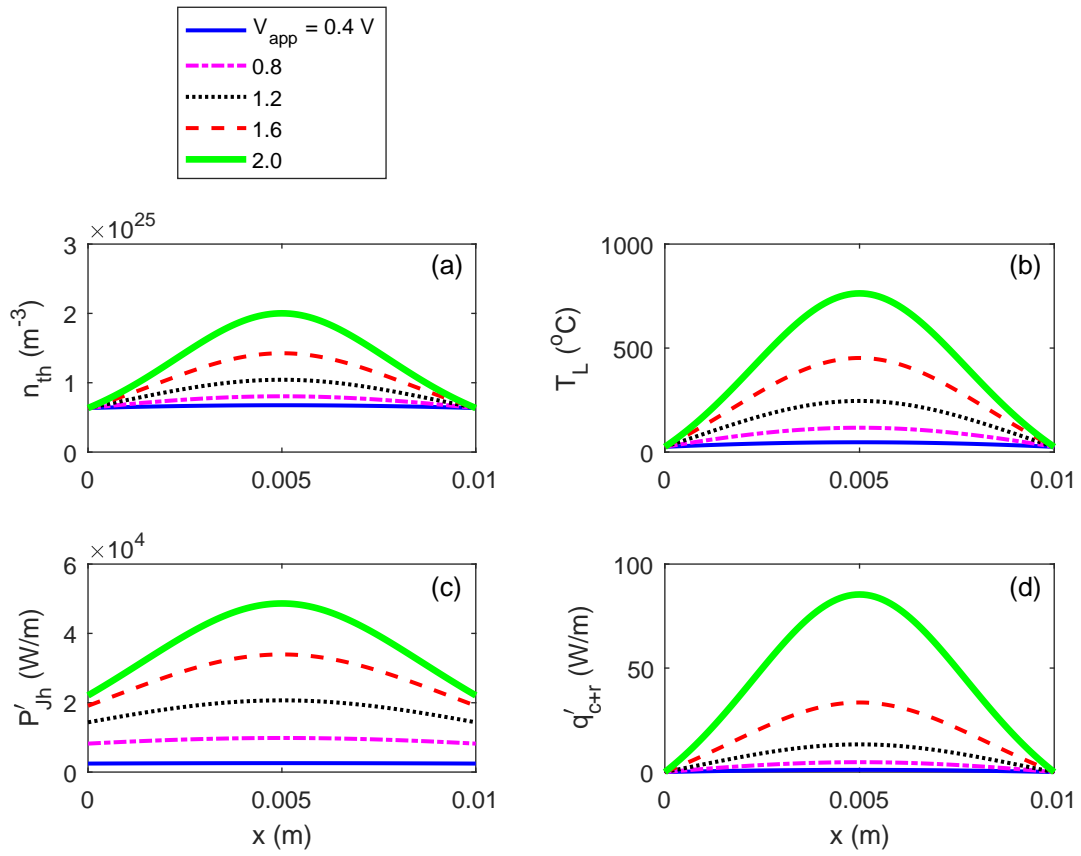 V_app = 0.4 V
0.8
1.2
1.6
2.0
×10^25
3
2
1
0
n_th (m^-3)
(a)
0 0.005 0.01
1000
500
0
T_L (°C)
(b)
0 0.005 0.01
×10^4
6
4
2
0
P'_Jh (W/m)
(c)
0 0.005 0.01
x (m)
100
50
0
q'_c+r (W/m)
(d)
0 0.005 0.01
x (m)